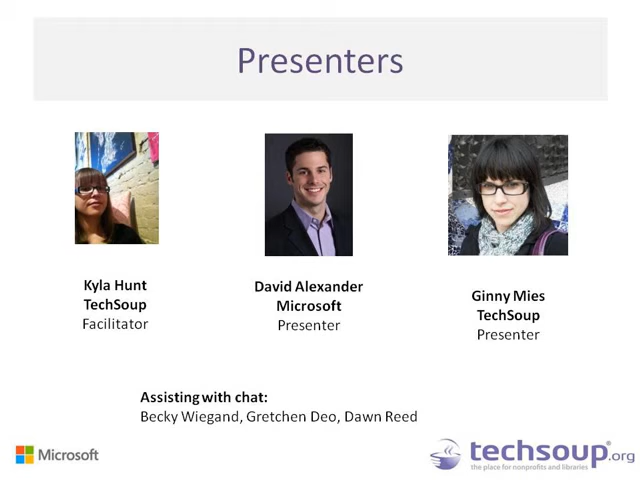 Presenters
Kyla Hunt
TechSoup
Facilitator
David Alexander
Microsoft
Presenter
Ginny Mies
TechSoup
Presenter
Assisting with chat:
Becky Wiegand, Gretchen Deo, Dawn Reed
Microsoft
techsoup®.org
the place for nonprofits and libraries